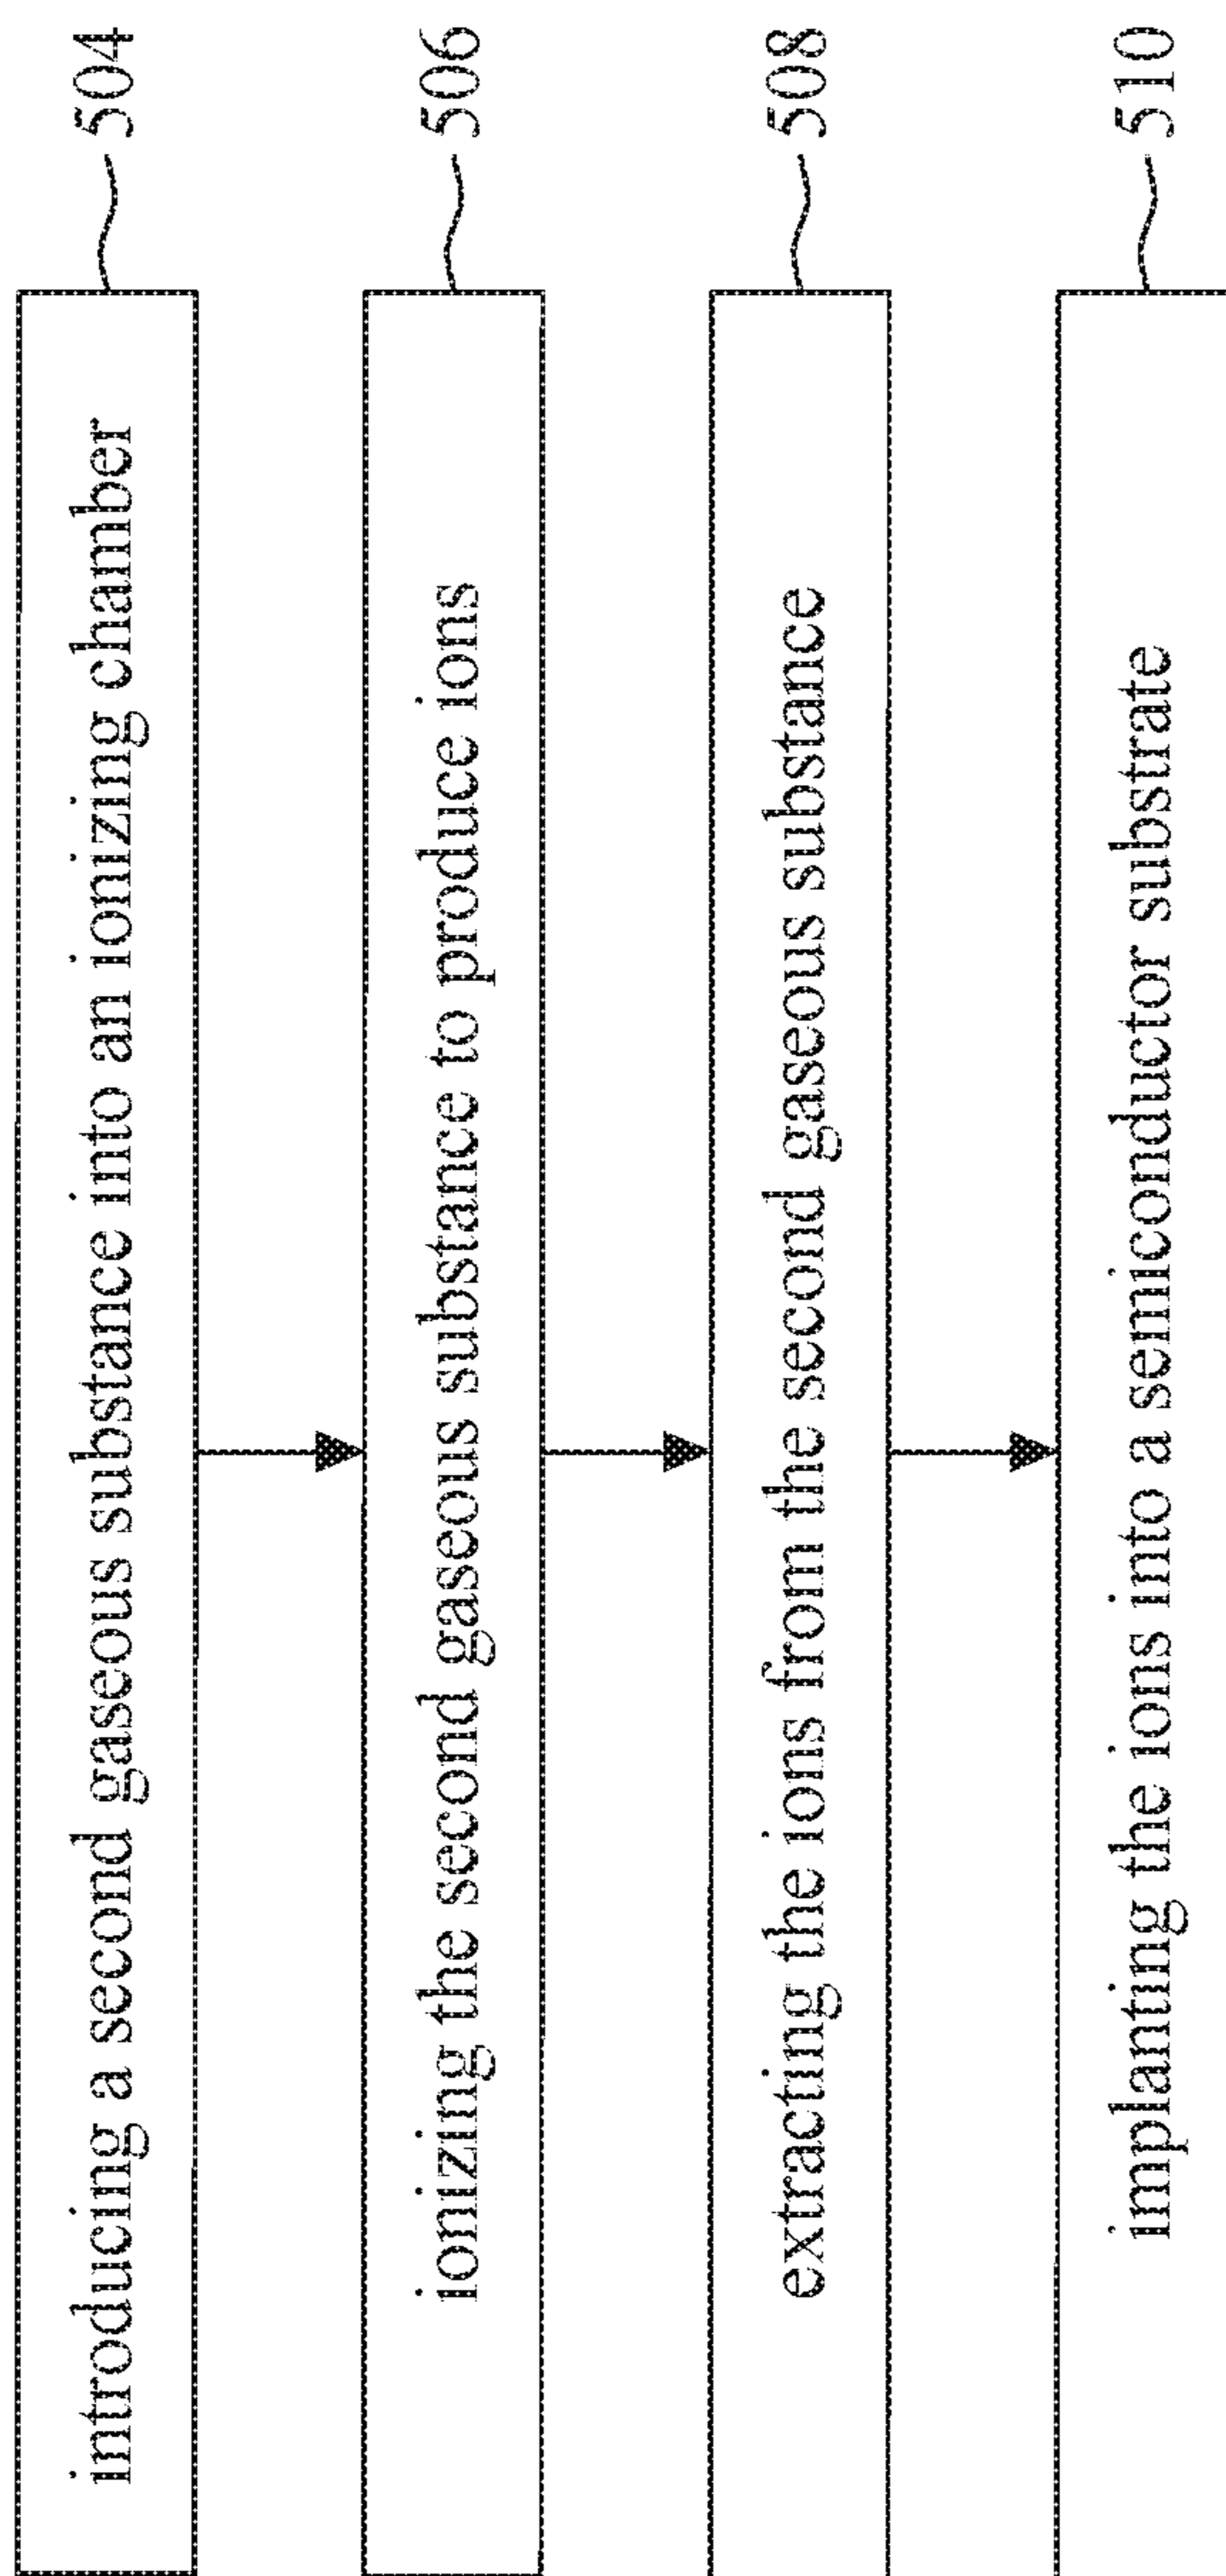 introducing a second gaseous substance into an ionizing chamber
504
ionizing the second gaseous substance to produce ions
506
extracting the ions from the second gaseous substance
508
implanting the ions into a semiconductor substrate
510